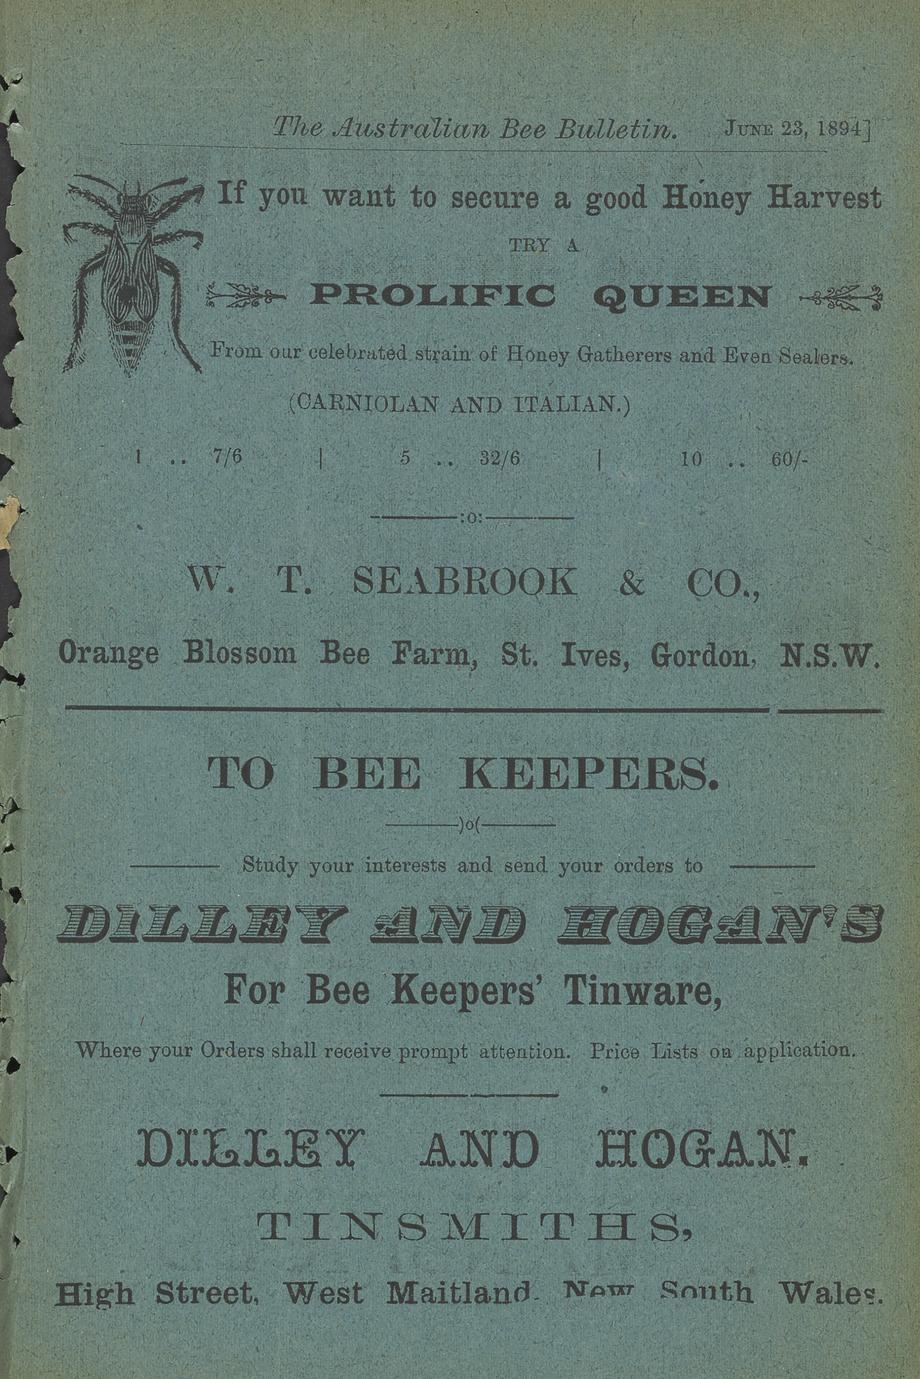 The Australian Bee Bulletin. JUNE 23, 1894]
If you want to secure a good Honey Harvest
TRY A
PROLIFIC QUEEN
From our celebrated strain of Honey Gatherers and Even Sealers.
(CARNIOLAN AND ITALIAN.)
1 .. 7/6 | 5 .. 32/6 | 10 .. 60/-
:o:
W. T. SEABROOK & CO.,
Orange Blossom Bee Farm, St. Ives, Gordon, N.S.W.
TO BEE KEEPERS.
)o(
Study your interests and send your orders to
DILLEY AND HOGAN'S
For Bee Keepers' Tinware,
Where your Orders shall receive prompt attention. Price Lists on application.
DILLEY AND HOGAN.
TINSMITHS,
High Street, West Maitland. New South Wales.